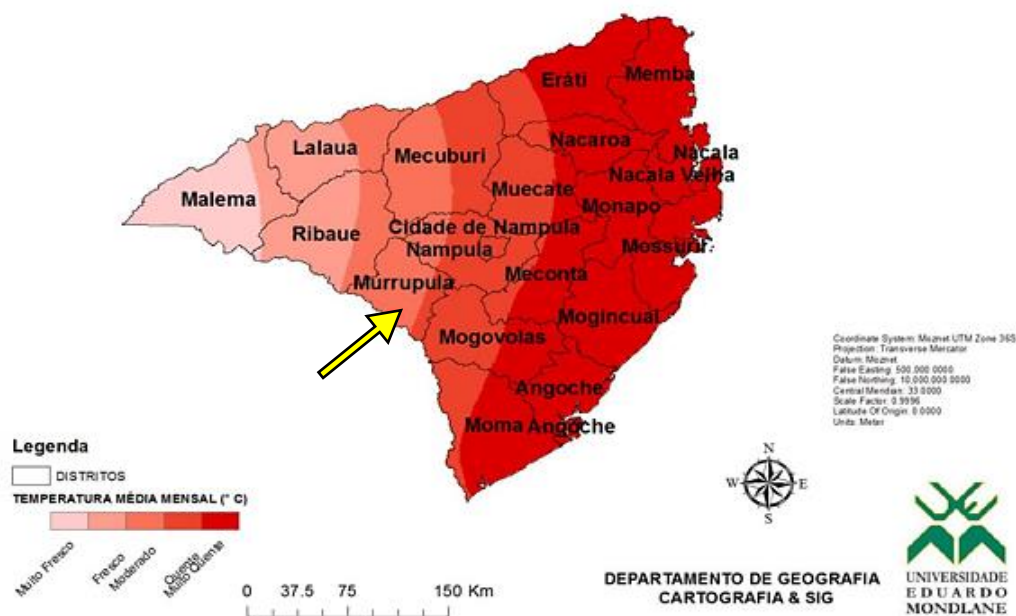 Eráti
Memba
Nacaroa
Nacala
Nacala Velha
Lalaua
Mecuburi
Muecate
Monapo
Malema
Ribaue
Cidade de Nampula
Nampula
Mossuril
Murrupula
Meconta
Mogovolas
Mogincual
Angoche
Moma
Angoche
Coordinate System: Moznet UTM Zone 36S
Projection: Transverse Mercator
Datum: Moznet
False Easting: 500,000.0000
False Northing: 10,000,000.0000
Central Meridian: 33.0000
Scale Factor: 0.9996
Latitude Of Origin: 0.0000
Units: Meter
Legenda
DISTRITOS
TEMPERATURA MÉDIA MENSAL (° C)
Muito Fresco
Fresco
Moderado
Quente
Muito Quente
0 37.5 75 150 Km
N
W E
S
DEPARTAMENTO DE GEOGRAFIA
CARTOGRAFIA & SIG
UNIVERSIDADE
EDUARDO
MONDLANE